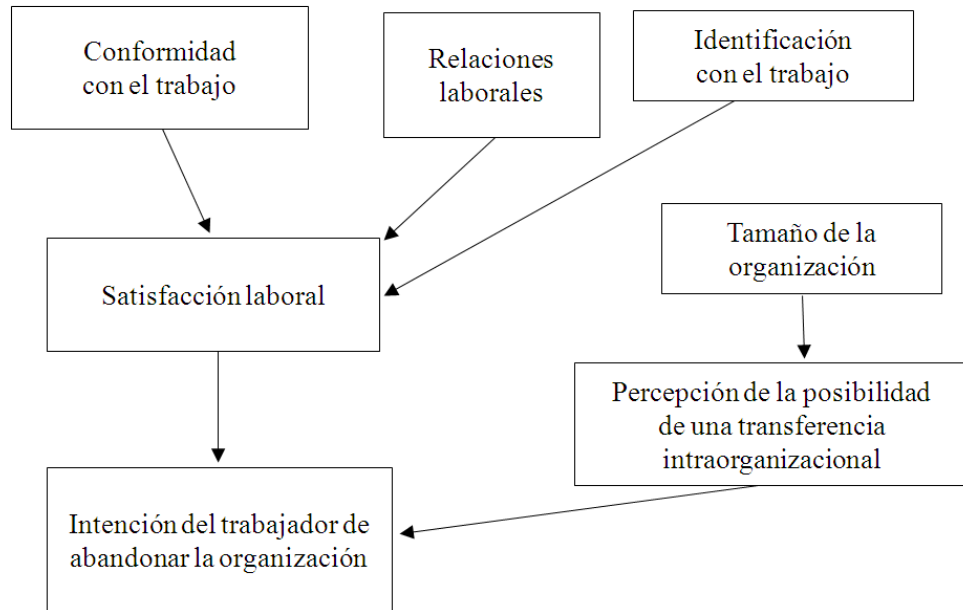 Conformidad
con el trabajo
Relaciones
laborales
Identificación
con el trabajo
Tamaño de la
organización
Satisfacción laboral
Percepción de la posibilidad
de una transferencia
intraorganizacional
Intención del trabajador de
abandonar la organización